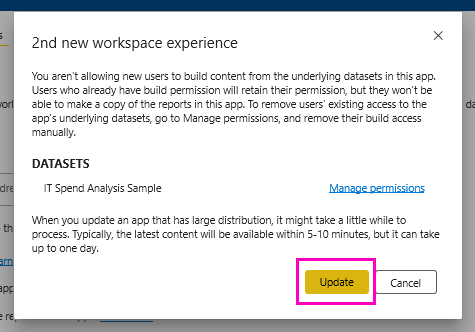 2nd new workspace experience
You aren't allowing new users to build content from the underlying datasets in this app.
Users who already have build permission will retain their permission, but they won't be
able to make a copy of the reports in this app. To remove users' existing access to the
app's underlying datasets, go to Manage permissions, and remove their build access
manually.
DATASETS
IT Spend Analysis Sample Manage permissions
When you update an app that has large distribution, it might take a little while to
process. Typically, the latest content will be available within 5-10 minutes, but it can take
up to one day.
Update Cancel